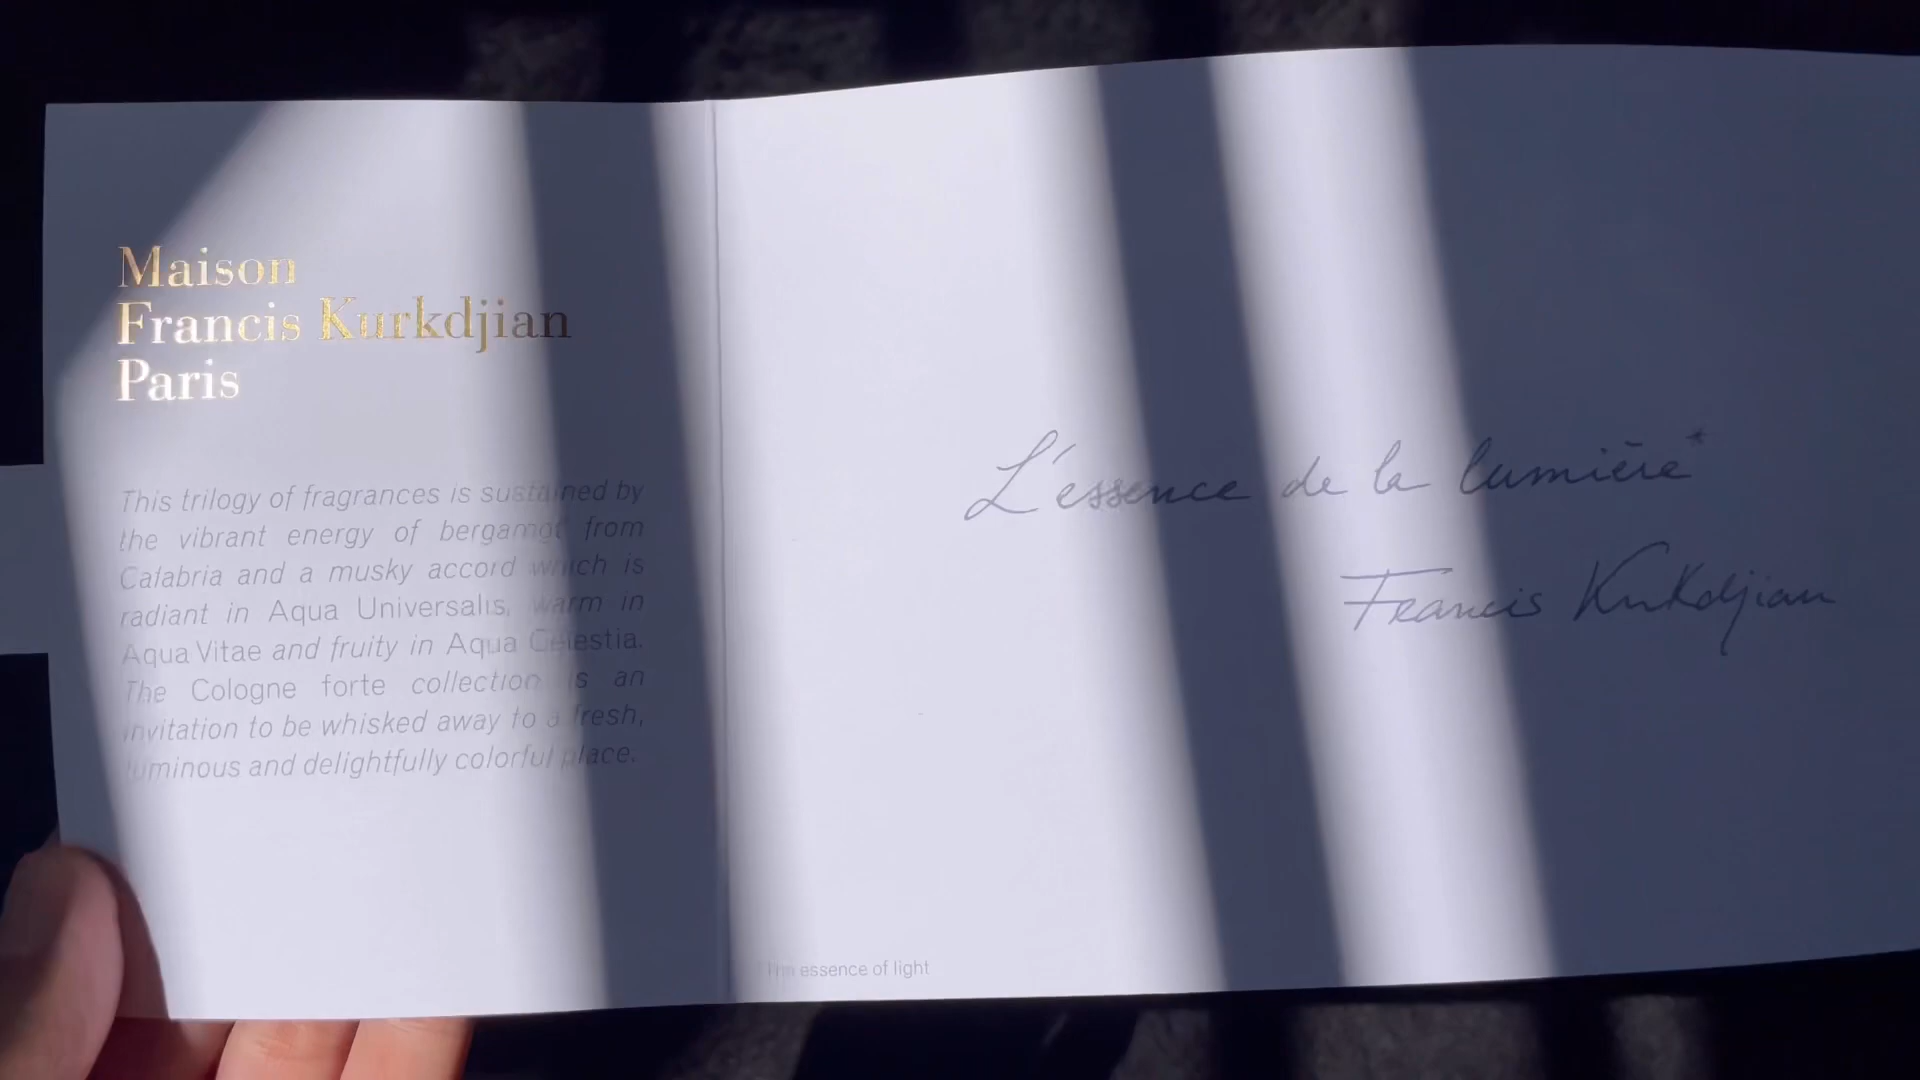 Maison
Francis Kurkdjian
Paris
This trilogy of fragrances is sustained by
the vibrant energy of bergamot from
Calabria and a musky accord which is
radiant in Aqua Universalis, warm in
Aqua Vitae and fruity in Aqua Celestia.
The Cologne forte collection is an
invitation to be whisked away to a fresh,
luminous and delightfully colorful place.
L'essence de la lumière*
Francis Kurkdjian
essence of light